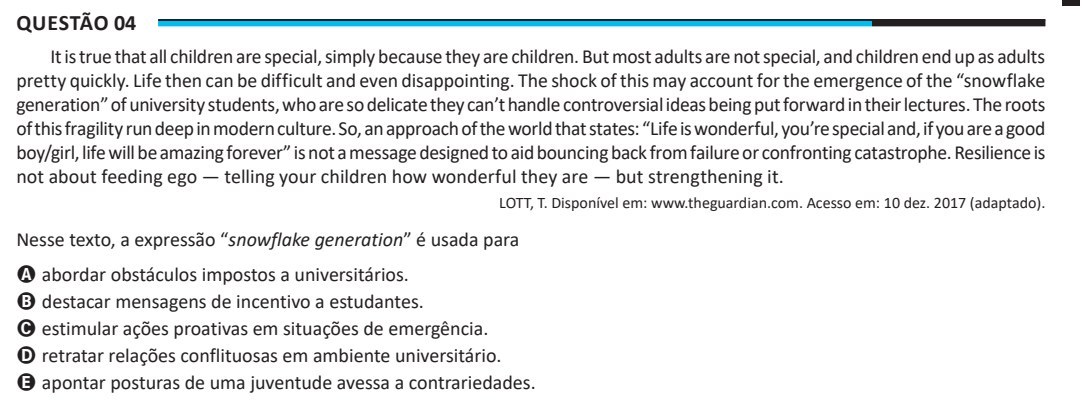 QUESTÃO 04
It is true that all children are special, simply because they are children. But most adults are not special, and children end up as adults
pretty quickly. Life then can be difficult and even disappointing. The shock of this may account for the emergence of the “snowflake
generation” of university students, who are so delicate they can’t handle controversial ideas being put forward in their lectures. The roots
of this fragility run deep in modern culture. So, an approach of the world that states: “Life is wonderful, you’re special and, if you are a good
boy/girl, life will be amazing forever” is not a message designed to aid bouncing back from failure or confronting catastrophe. Resilience is
not about feeding ego — telling your children how wonderful they are — but strengthening it.
LOTT, T. Disponível em: www.theguardian.com. Acesso em: 10 dez. 2017 (adaptado).
Nesse texto, a expressão “snowflake generation” é usada para
A abordar obstáculos impostos a universitários.
B destacar mensagens de incentivo a estudantes.
C estimular ações proativas em situações de emergência.
D retratar relações conflituosas em ambiente universitário.
E apontar posturas de uma juventude avessa a contrariedades.